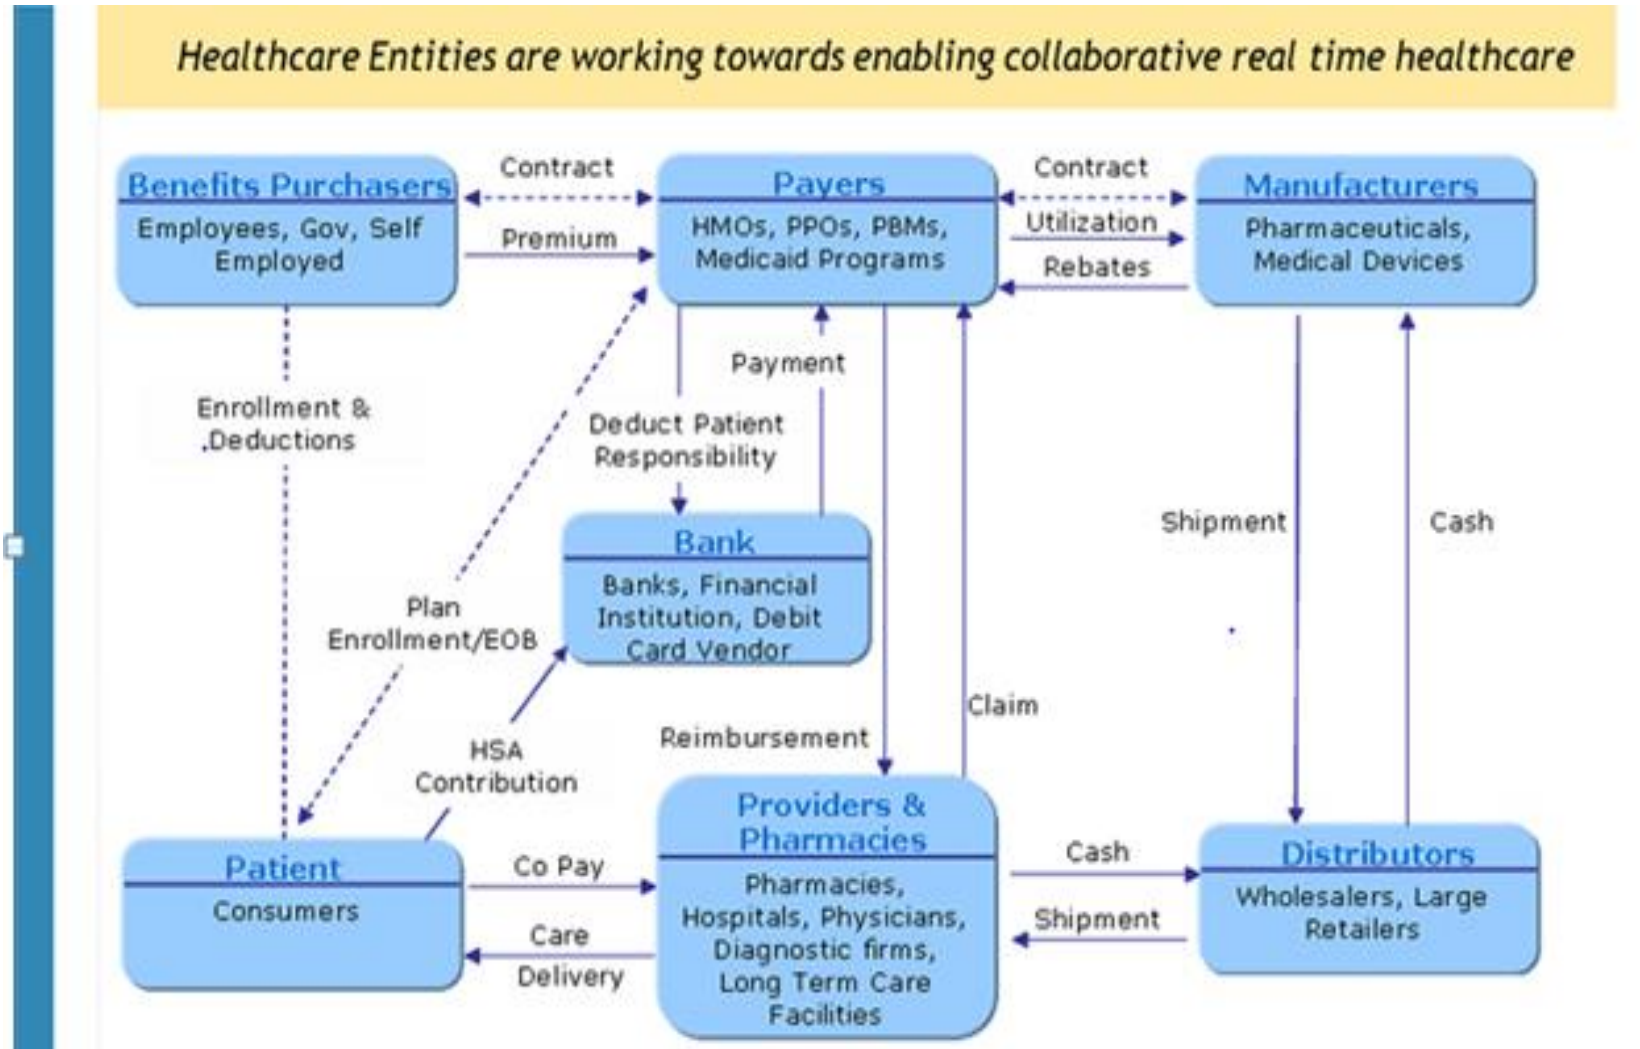 Healthcare Entities are working towards enabling collaborative real time healthcare
Benefits Purchasers
Employees, Gov, Self
Employed
Contract
Premium
Payers
HMOs, PPOs, PBMs,
Medicaid Programs
Contract
Utilization
Rebates
Manufacturers
Pharmaceuticals,
Medical Devices
Enrollment &
Deductions
Payment
Deduct Patient
Responsibility
Bank
Banks, Financial
Institution, Debit
Card Vendor
Shipment
Cash
Plan
Enrollment/EOB
HSA
Contribution
Reimbursement
Claim
Patient
Consumers
Co Pay
Care
Delivery
Providers &
Pharmacies
Pharmacies,
Hospitals, Physicians,
Diagnostic firms,
Long Term Care
Facilities
Cash
Shipment
Distributors
Wholesalers, Large
Retailers